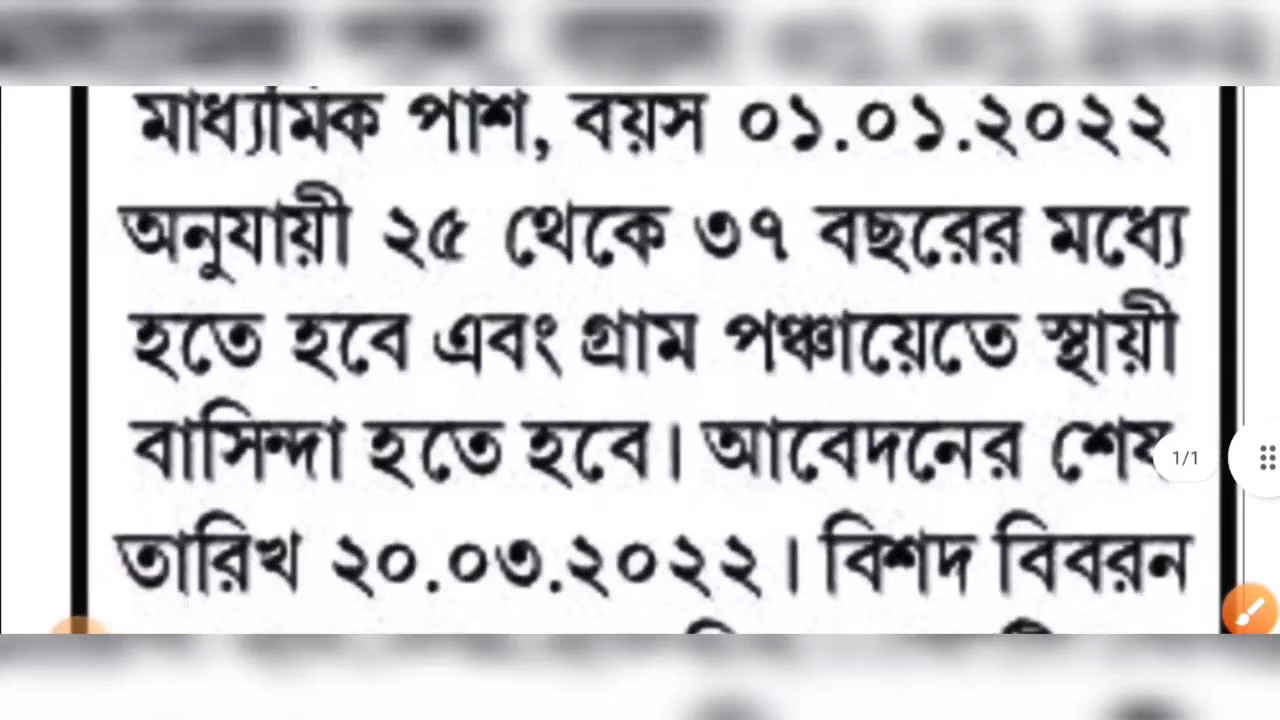 মাধ্যমিক পাশ, বয়স ০১.০১.২০২২
অনুযায়ী ২৫ থেকে ৩৭ বছরের মধ্যে
হতে হবে এবং গ্রাম পঞ্চায়েতে স্থায়ী
বাসিন্দা হতে হবে। আবেদনের শেষ
1/1
তারিখ ২০.০৩.২০২২। বিশদ বিবরন